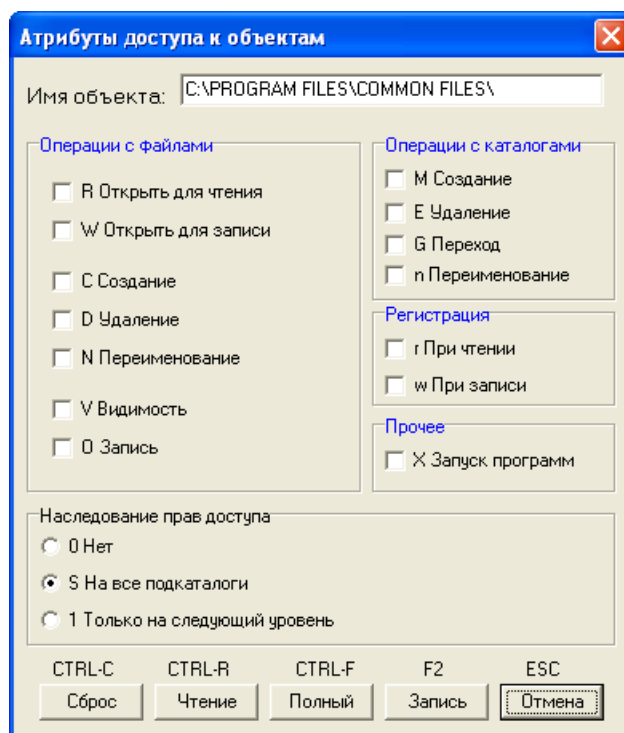 Атрибуты доступа к объектам
Имя объекта: C:\PROGRAM FILES\COMMON FILES\
Операции с файлами
R Открыть для чтения
W Открыть для записи
C Создание
D Удаление
N Переименование
V Видимость
O Запись
Операции с каталогами
M Создание
E Удаление
G Переход
n Переименование
Регистрация
r При чтении
w При записи
Прочее
X Запуск программ
Наследование прав доступа
0 Нет
S На все подкаталоги
1 Только на следующий уровень
CTRL-C CTRL-R CTRL-F F2 ESC
Сброс Чтение Полный Запись Отмена